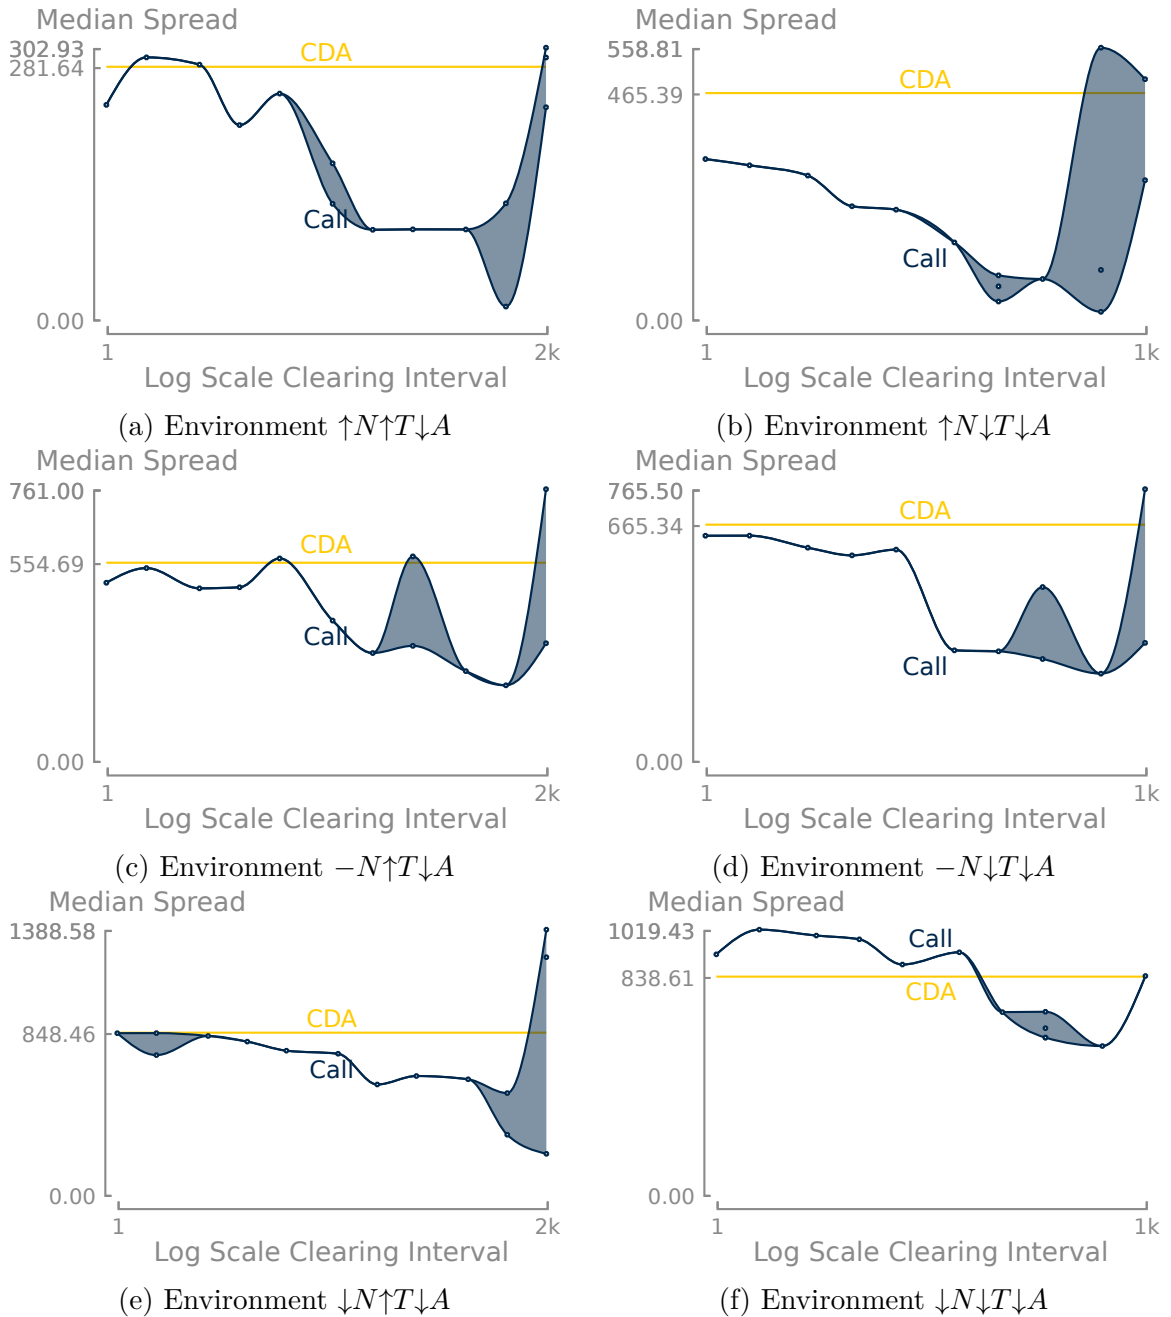 Median Spread
302.93
281.64
CDA
Call
0.00
1 2k
Log Scale Clearing Interval
(a) Environment ↑N↑T↓A
Median Spread
558.81
465.39
CDA
Call
0.00
1 1k
Log Scale Clearing Interval
(b) Environment ↑N↓T↓A
Median Spread
761.00
554.69
CDA
Call
0.00
1 2k
Log Scale Clearing Interval
(c) Environment −N↑T↓A
Median Spread
765.50
665.34
CDA
Call
0.00
1 1k
Log Scale Clearing Interval
(d) Environment −N↓T↓A
Median Spread
1388.58
848.46
CDA
Call
0.00
1 2k
Log Scale Clearing Interval
(e) Environment ↓N↑T↓A
Median Spread
1019.43
Call
838.61
CDA
0.00
1 1k
Log Scale Clearing Interval
(f) Environment ↓N↓T↓A